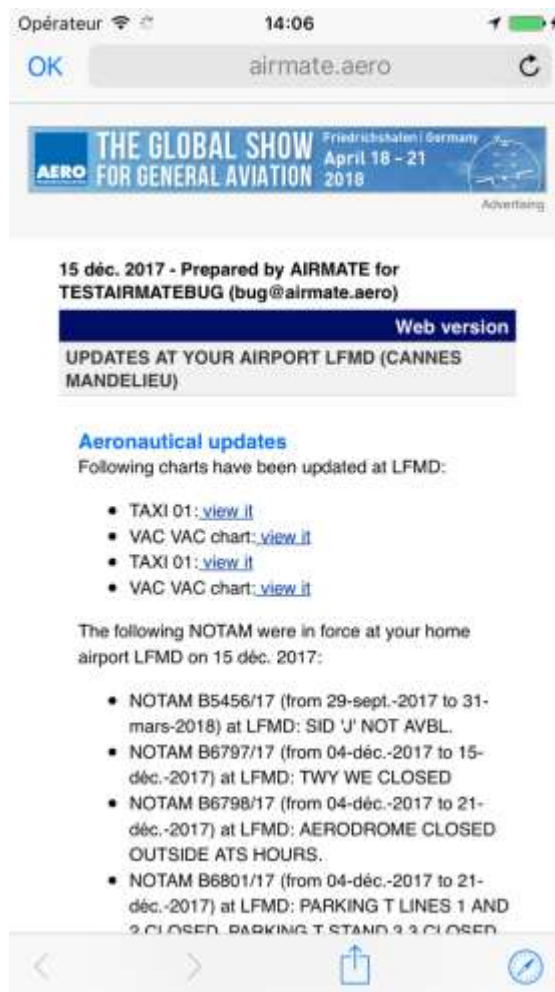 Opérateur 14:06
OK airmate.aero
AERO THE GLOBAL SHOW FOR GENERAL AVIATION
Friedrichshafen | Germany
April 18 – 21
2018
Advertising
15 déc. 2017 - Prepared by AIRMATE for
TESTAIRMATEBUG (bug@airmate.aero)
Web version
UPDATES AT YOUR AIRPORT LFMD (CANNES
MANDELIEU)
Aeronautical updates
Following charts have been updated at LFMD:
• TAXI 01: view it
• VAC VAC chart: view it
• TAXI 01: view it
• VAC VAC chart: view it
The following NOTAM were in force at your home
airport LFMD on 15 déc. 2017:
• NOTAM B5456/17 (from 29-sept.-2017 to 31-
mars-2018) at LFMD: SID 'J' NOT AVBL.
• NOTAM B6797/17 (from 04-déc.-2017 to 15-
déc.-2017) at LFMD: TWY WE CLOSED
• NOTAM B6798/17 (from 04-déc.-2017 to 21-
déc.-2017) at LFMD: AERODROME CLOSED
OUTSIDE ATS HOURS.
• NOTAM B6801/17 (from 04-déc.-2017 to 21-
déc.-2017) at LFMD: PARKING T LINES 1 AND
2 CLOSED, PARKING T STAND 3.3 CLOSED